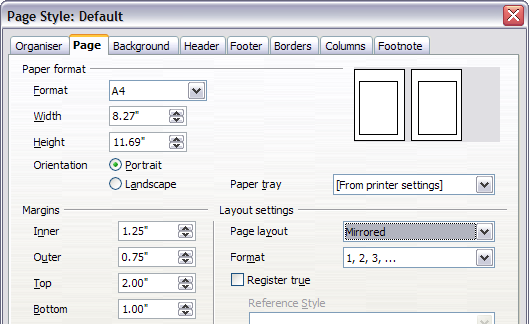 Page Style: Default
Organiser Page Background Header Footer Borders Columns Footnote
Paper format
Format A4
Width 8.27"
Height 11.69"
Orientation Portrait
Landscape Paper tray [From printer settings]
Margins Layout settings
Inner 1.25" Page layout Mirrored
Outer 0.75" Format 1, 2, 3, ...
Top 2.00" Register true
Bottom 1.00" Reference Style